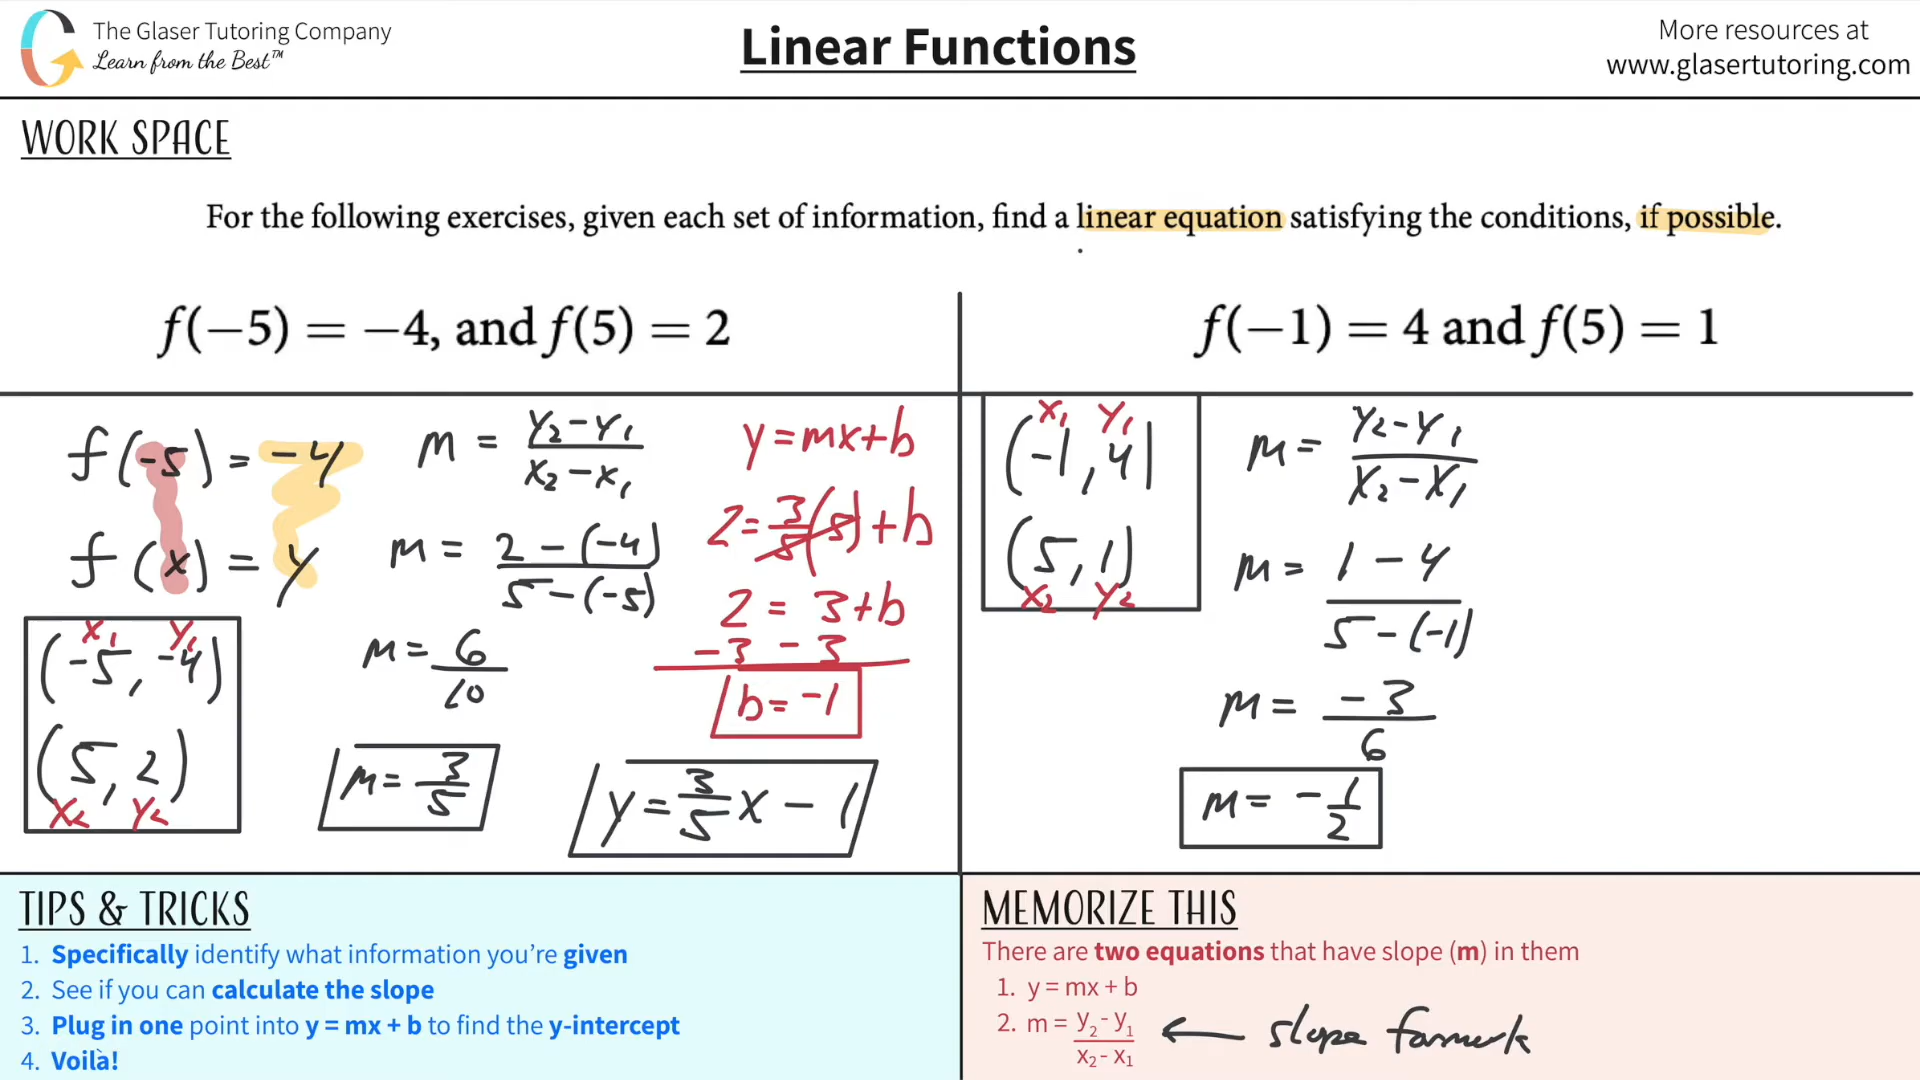 The Glaser Tutoring Company
Learn from the Best™
Linear Functions
More resources at
www.glasertutoring.com
WORK SPACE
For the following exercises, given each set of information, find a linear equation satisfying the conditions, if possible.
f(−5) = −4, and f(5) = 2
f(−1) = 4 and f(5) = 1
f(-5) = -4
f(x) = y
x₁ y₁
(-5, -4)
(5, 2)
x₂ y₂
m = y₂-y₁ / x₂-x₁
m = 2-(-4) / 5-(-5)
m = 6/10
m = 3/5
y=mx+b
2=3/5(5)+b
2 = 3+b
-3 -3
b=-1
y=3/5x-1
x₁ y₁
(-1, 4)
(5, 1)
x₂ y₂
m= y₂-y₁ / x₂-x₁
m= 1-4 / 5-(-1)
m= -3/6
m= -1/2
TIPS & TRICKS
1. Specifically identify what information you're given
2. See if you can calculate the slope
3. Plug in one point into y = mx + b to find the y-intercept
4. Voilà!
MEMORIZE THIS
There are two equations that have slope (m) in them
1. y = mx + b
2. m = y₂ - y₁ / x₂ - x₁ ← slope formula